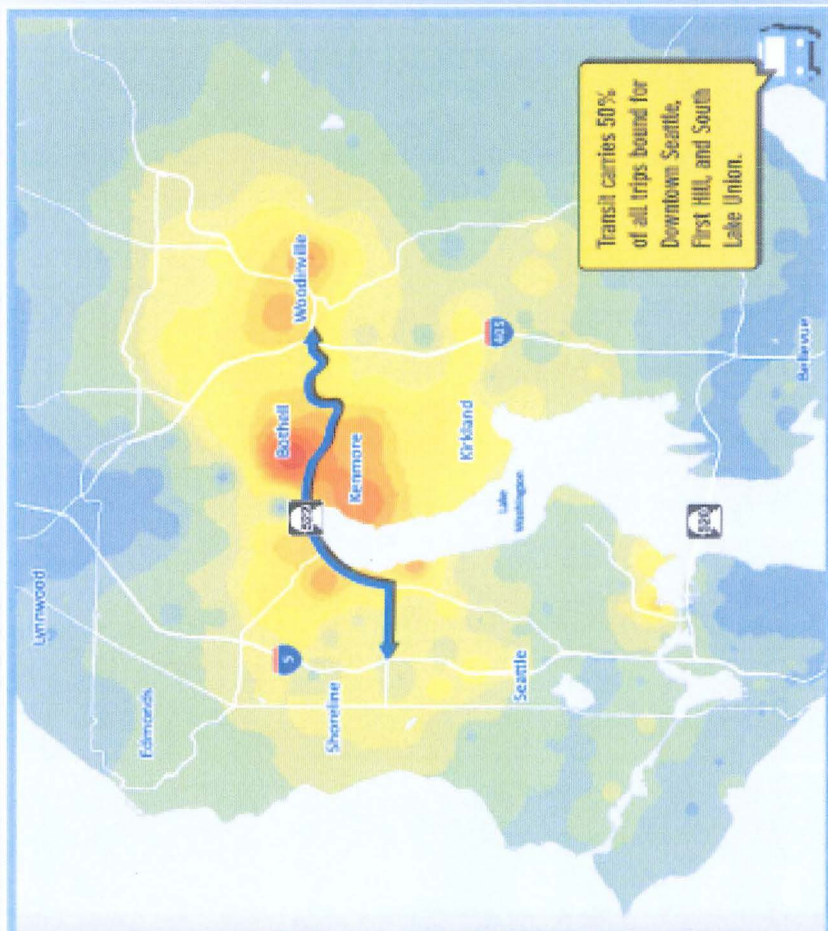 Lynnwood
Edmonds
5
Shoreline
522
Bothell
Kenmore
Woodinville
Lake
Washington
Kirkland
405
Seattle
520
Bellevue
Transit carries 50%
of all trips bound for
Downtown Seattle,
First Hill, and South
Lake Union.